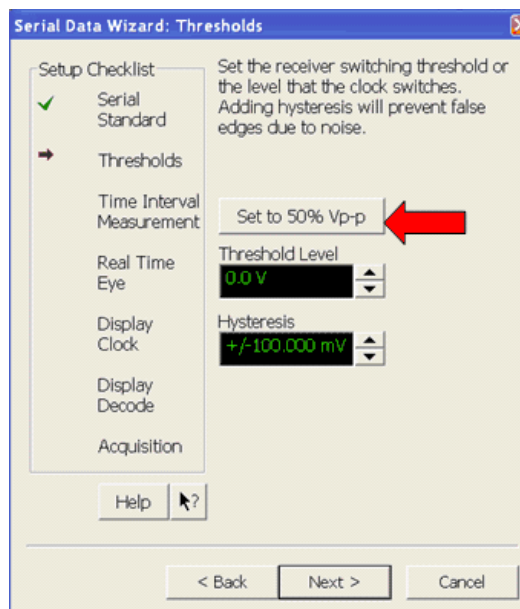 Serial Data Wizard: Thresholds
Setup Checklist
Serial
Standard
Thresholds
Time Interval
Measurement
Real Time
Eye
Display
Clock
Display
Decode
Acquisition
Set the receiver switching threshold or
the level that the clock switches.
Adding hysteresis will prevent false
edges due to noise.
Set to 50% Vp-p
Threshold Level
0.0 V
Hysteresis
+/-100.000 mV
Help
?
< Back
Next >
Cancel